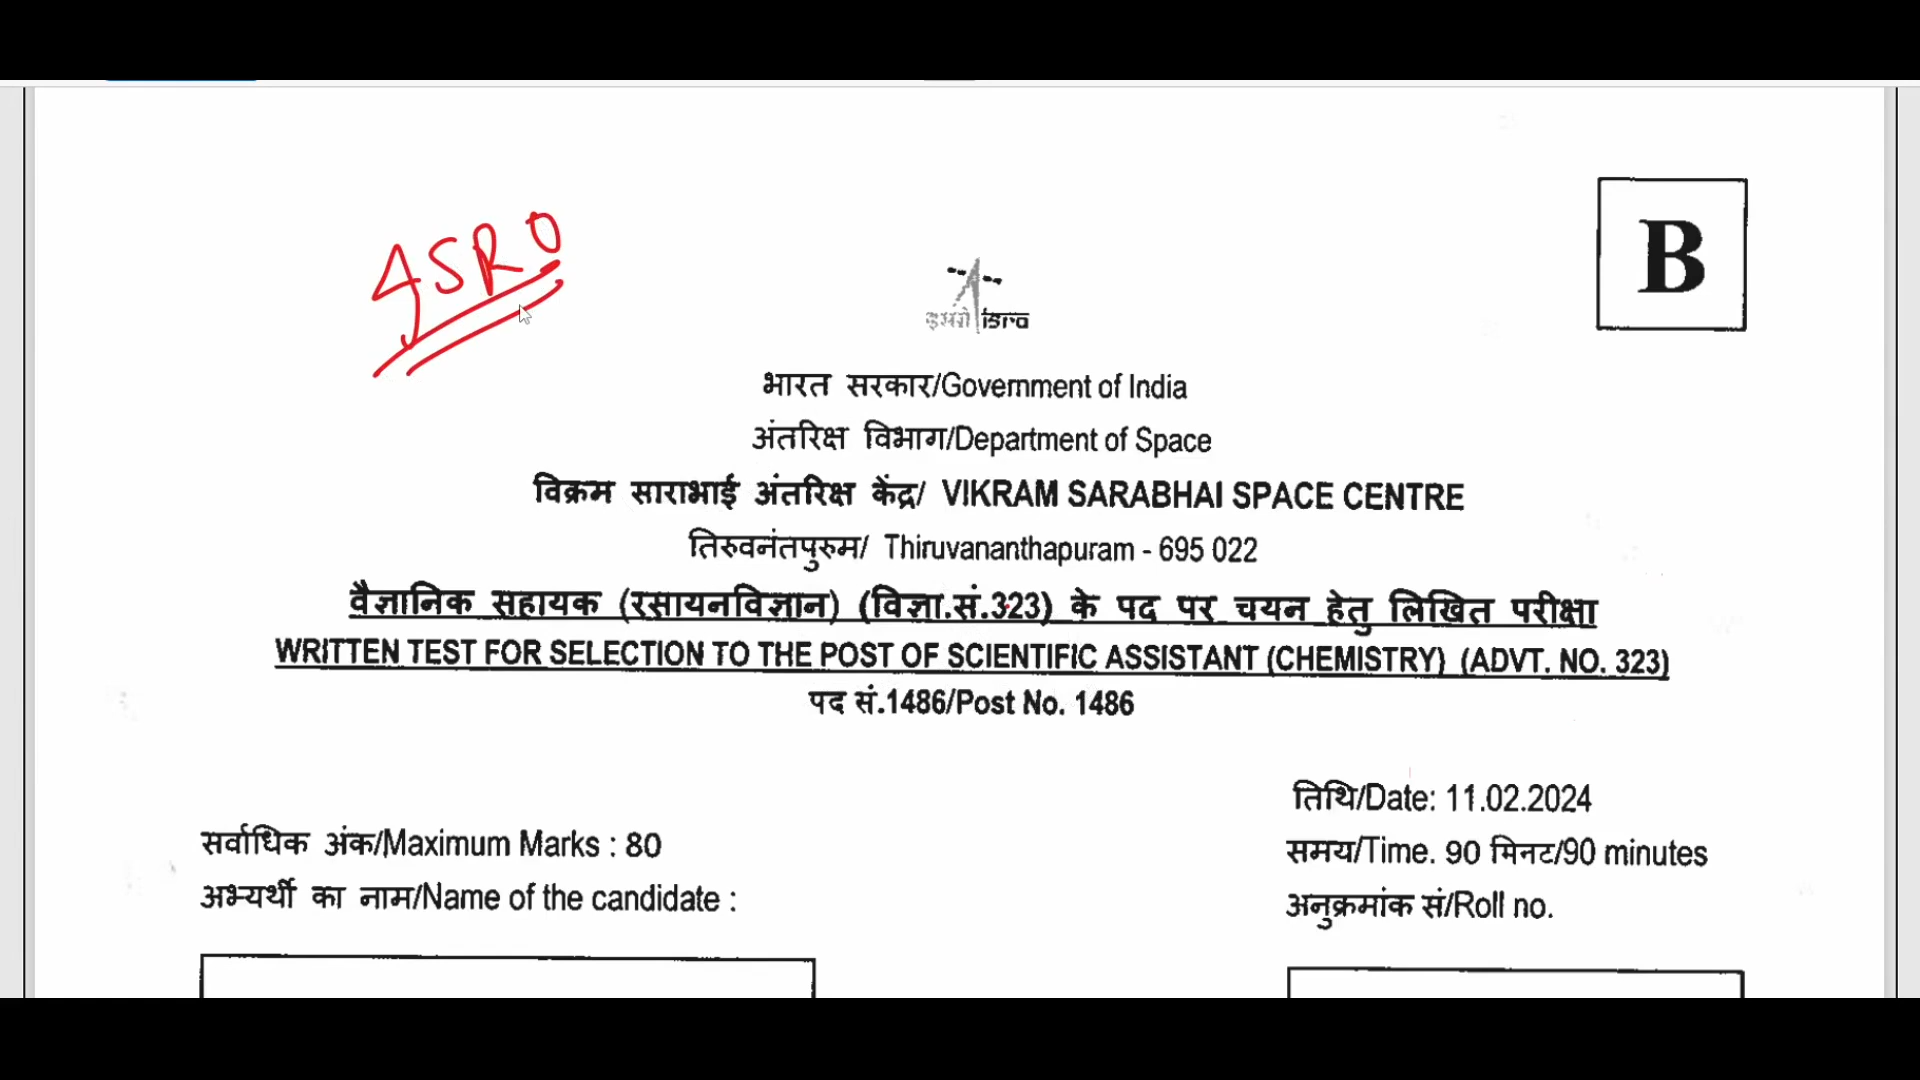 ISRO
B
इसरो isro
भारत सरकार/Government of India
अंतरिक्ष विभाग/Department of Space
विक्रम साराभाई अंतरिक्ष केंद्र/ VIKRAM SARABHAI SPACE CENTRE
तिरुवनंतपुरुम/ Thiruvananthapuram - 695 022
वैज्ञानिक सहायक (रसायनविज्ञान) (विज्ञा.सं.323) के पद पर चयन हेतु लिखित परीक्षा
WRITTEN TEST FOR SELECTION TO THE POST OF SCIENTIFIC ASSISTANT (CHEMISTRY) (ADVT. NO. 323)
पद सं.1486/Post No. 1486
तिथि/Date: 11.02.2024
सर्वाधिक अंक/Maximum Marks : 80
समय/Time. 90 मिनट/90 minutes
अभ्यर्थी का नाम/Name of the candidate :
अनुक्रमांक सं/Roll no.